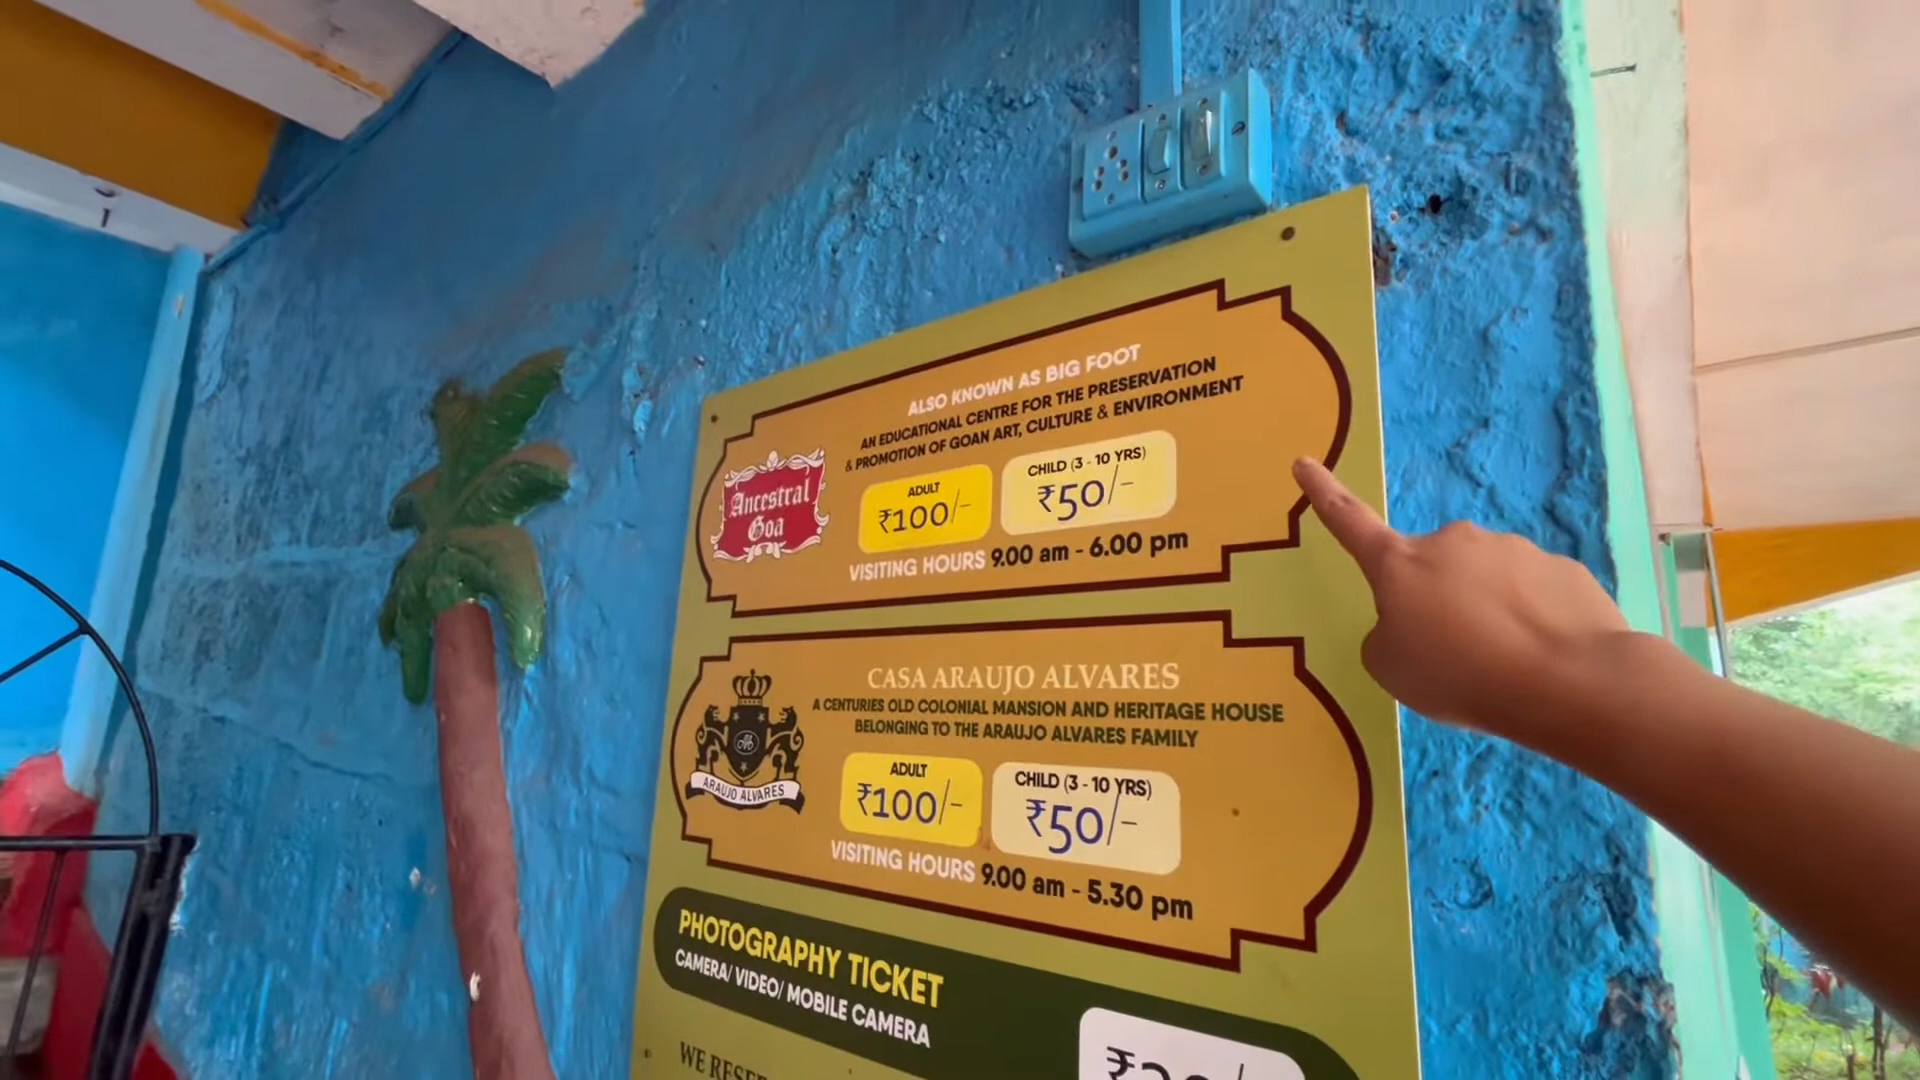 ALSO KNOWN AS BIG FOOT
AN EDUCATIONAL CENTRE FOR THE PRESERVATION
& PROMOTION OF GOAN ART, CULTURE & ENVIRONMENT
Ancestral
Goa
ADULT
₹100/-
CHILD (3 - 10 YRS)
₹50/-
VISITING HOURS 9.00 am - 6.00 pm
CASA ARAUJO ALVARES
A CENTURIES OLD COLONIAL MANSION AND HERITAGE HOUSE
BELONGING TO THE ARAUJO ALVARES FAMILY
ARAUJO ALVARES
ADULT
₹100/-
CHILD (3 - 10 YRS)
₹50/-
VISITING HOURS 9.00 am - 5.30 pm
PHOTOGRAPHY TICKET
CAMERA/ VIDEO/ MOBILE CAMERA
WE